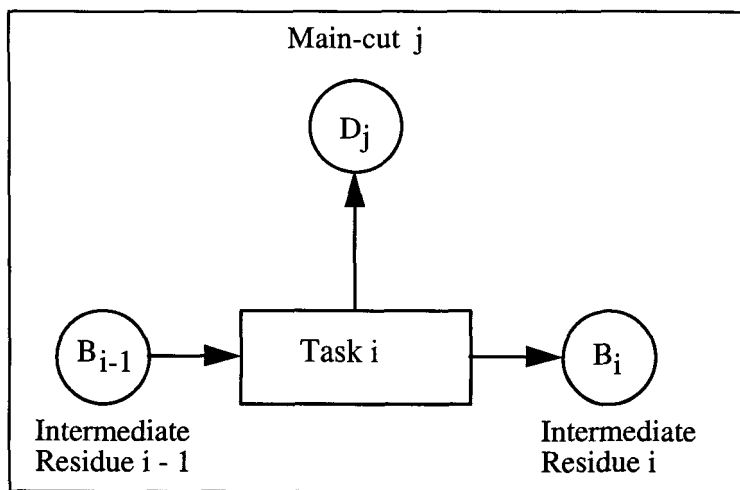 Main-cut j
Dj
Bi-1
Task i
Bi
Intermediate
Residue i - 1
Intermediate
Residue i